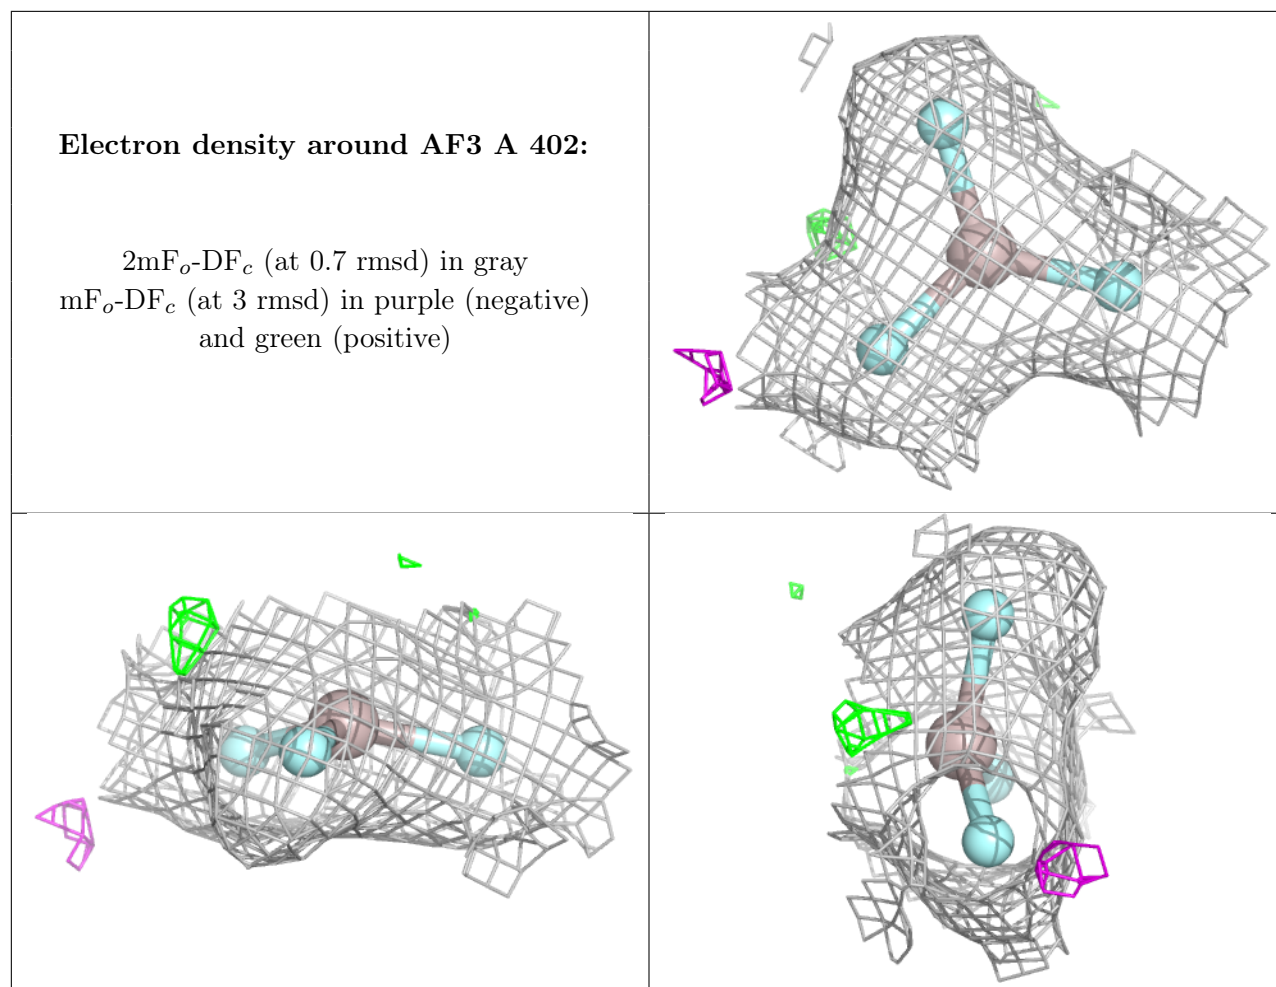 Electron density around AF3 A 402:
2mFo-DFc (at 0.7 rmsd) in gray
mFo-DFc (at 3 rmsd) in purple (negative)
and green (positive)